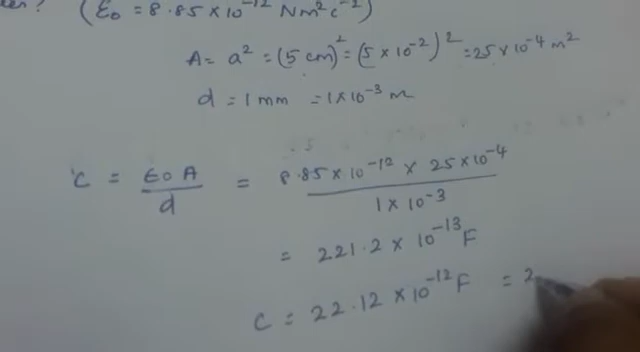 (ε₀ = 8.85 × 10⁻¹² Nm²c⁻²)
A = a² = (5 cm)² = (5 × 10⁻²)² = 25 × 10⁻⁴ m²
d = 1 mm = 1 × 10⁻³ m
C = ε₀ A / d = 8.85 × 10⁻¹² × 25 × 10⁻⁴ / 1 × 10⁻³
= 221.2 × 10⁻¹³ F
C = 22.12 × 10⁻¹² F = 2